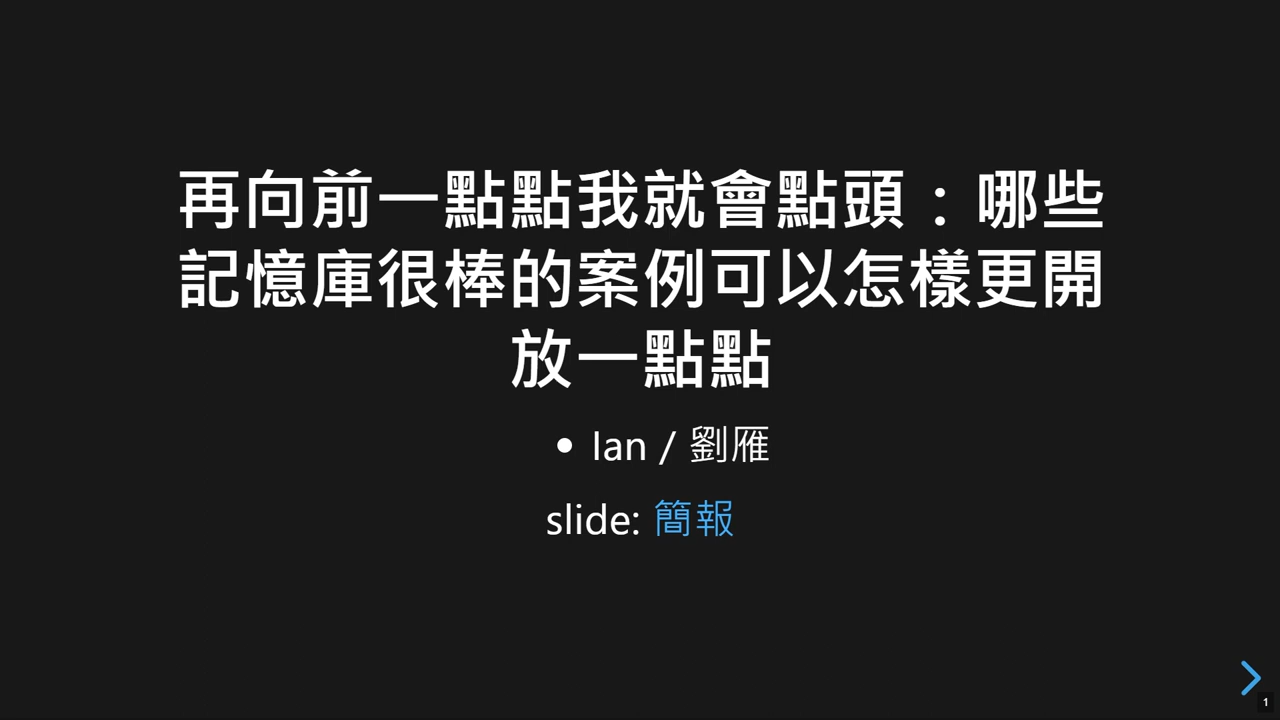 再向前一點點我就會點頭：哪些
記憶庫很棒的案例可以怎樣更開
放一點點
• Ian / 劉雁
slide: 簡報
1